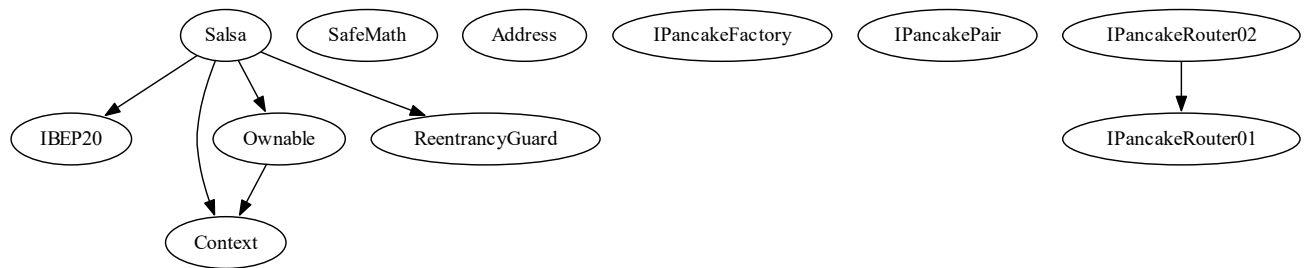 Salsa
SafeMath
Address
IPancakeFactory
IPancakePair
IPancakeRouter02
IBEP20
Ownable
ReentrancyGuard
IPancakeRouter01
Context